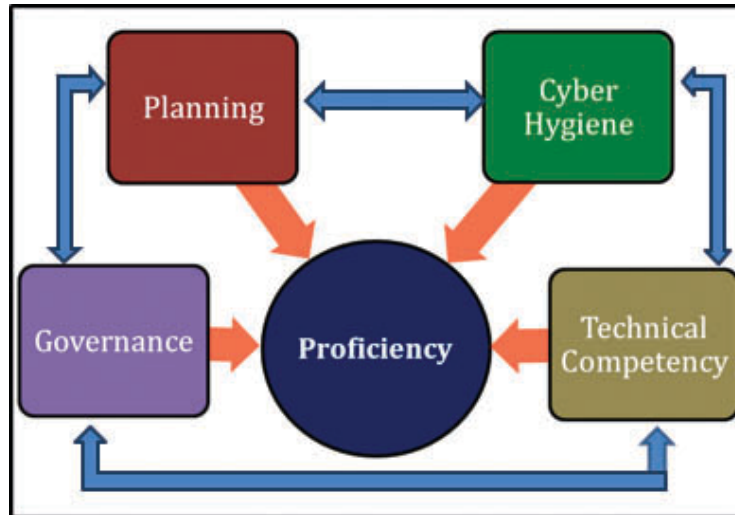 Planning
Cyber
Hygiene
Governance
Proficiency
Technical
Competency